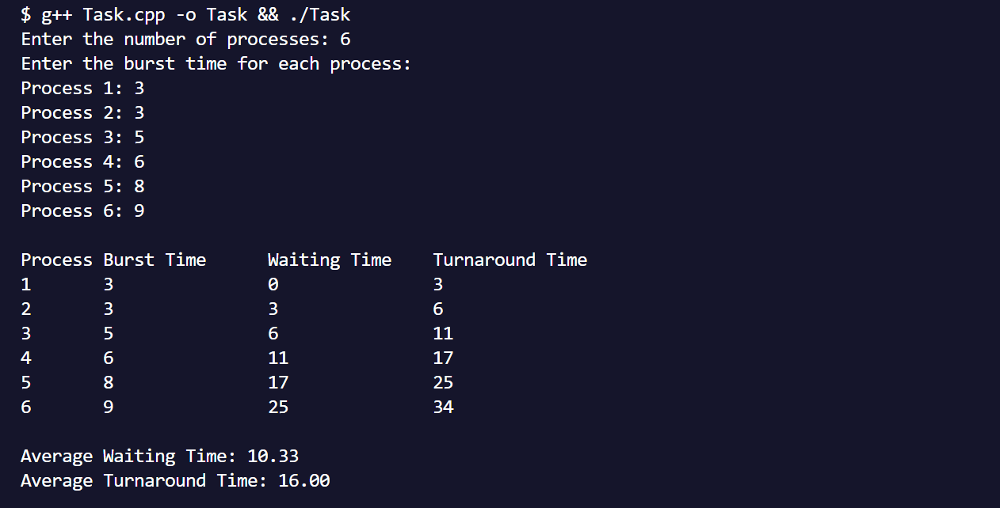 $ g++ Task.cpp -o Task && ./Task
Enter the number of processes: 6
Enter the burst time for each process:
Process 1: 3
Process 2: 3
Process 3: 5
Process 4: 6
Process 5: 8
Process 6: 9

Process Burst Time      Waiting Time    Turnaround Time
1       3               0               3
2       3               3               6
3       5               6               11
4       6               11              17
5       8               17              25
6       9               25              34

Average Waiting Time: 10.33
Average Turnaround Time: 16.00